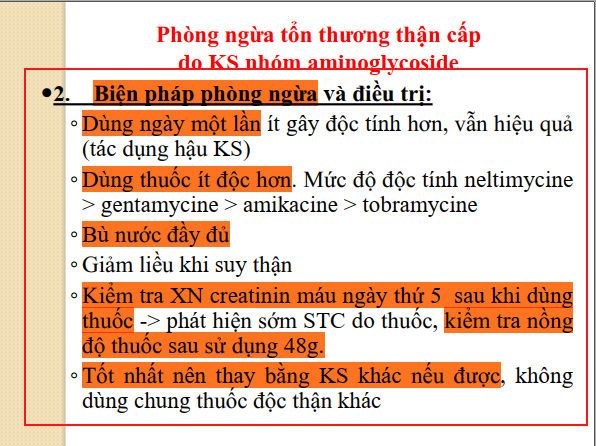 Phòng ngừa tổn thương thận cấp
do KS nhóm aminoglycoside
•2. Biện pháp phòng ngừa và điều trị:
◦Dùng ngày một lần ít gây độc tính hơn, vẫn hiệu quả
(tác dụng hậu KS)
◦Dùng thuốc ít độc hơn. Mức độ độc tính neltimycine
> gentamycine > amikacine > tobramycine
◦Bù nước đầy đủ
◦Giảm liều khi suy thận
◦Kiểm tra XN creatinin máu ngày thứ 5 sau khi dùng
thuốc -> phát hiện sớm STC do thuốc, kiểm tra nồng
độ thuốc sau sử dụng 48g.
◦Tốt nhất nên thay bằng KS khác nếu được, không
dùng chung thuốc độc thận khác